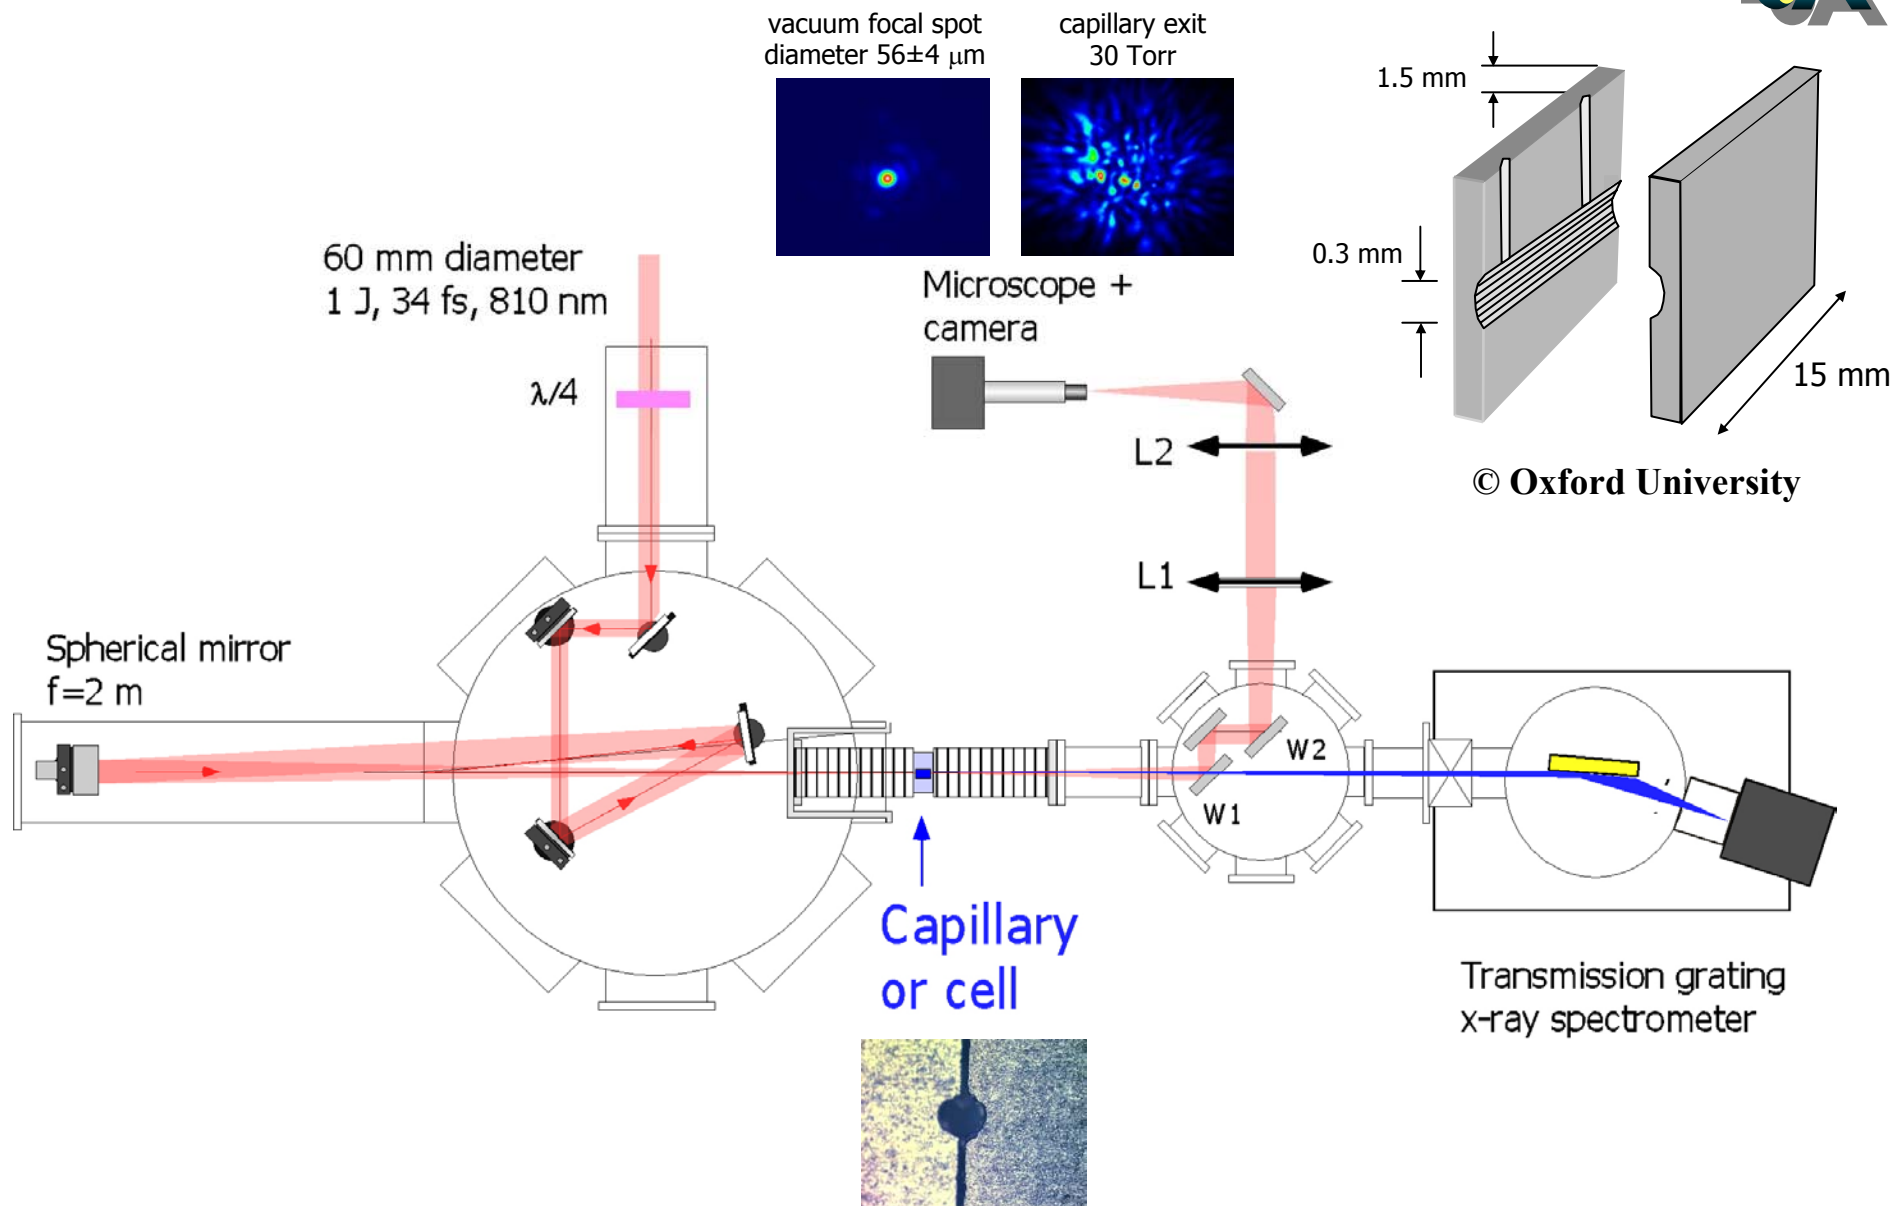 vacuum focal spot
diameter 56±4 μm
capillary exit
30 Torr
1.5 mm
0.3 mm
15 mm
© Oxford University
60 mm diameter
1 J, 34 fs, 810 nm
λ/4
Microscope +
camera
L2
L1
Spherical mirror
f=2 m
W2
W1
Capillary
or cell
Transmission grating
x-ray spectrometer